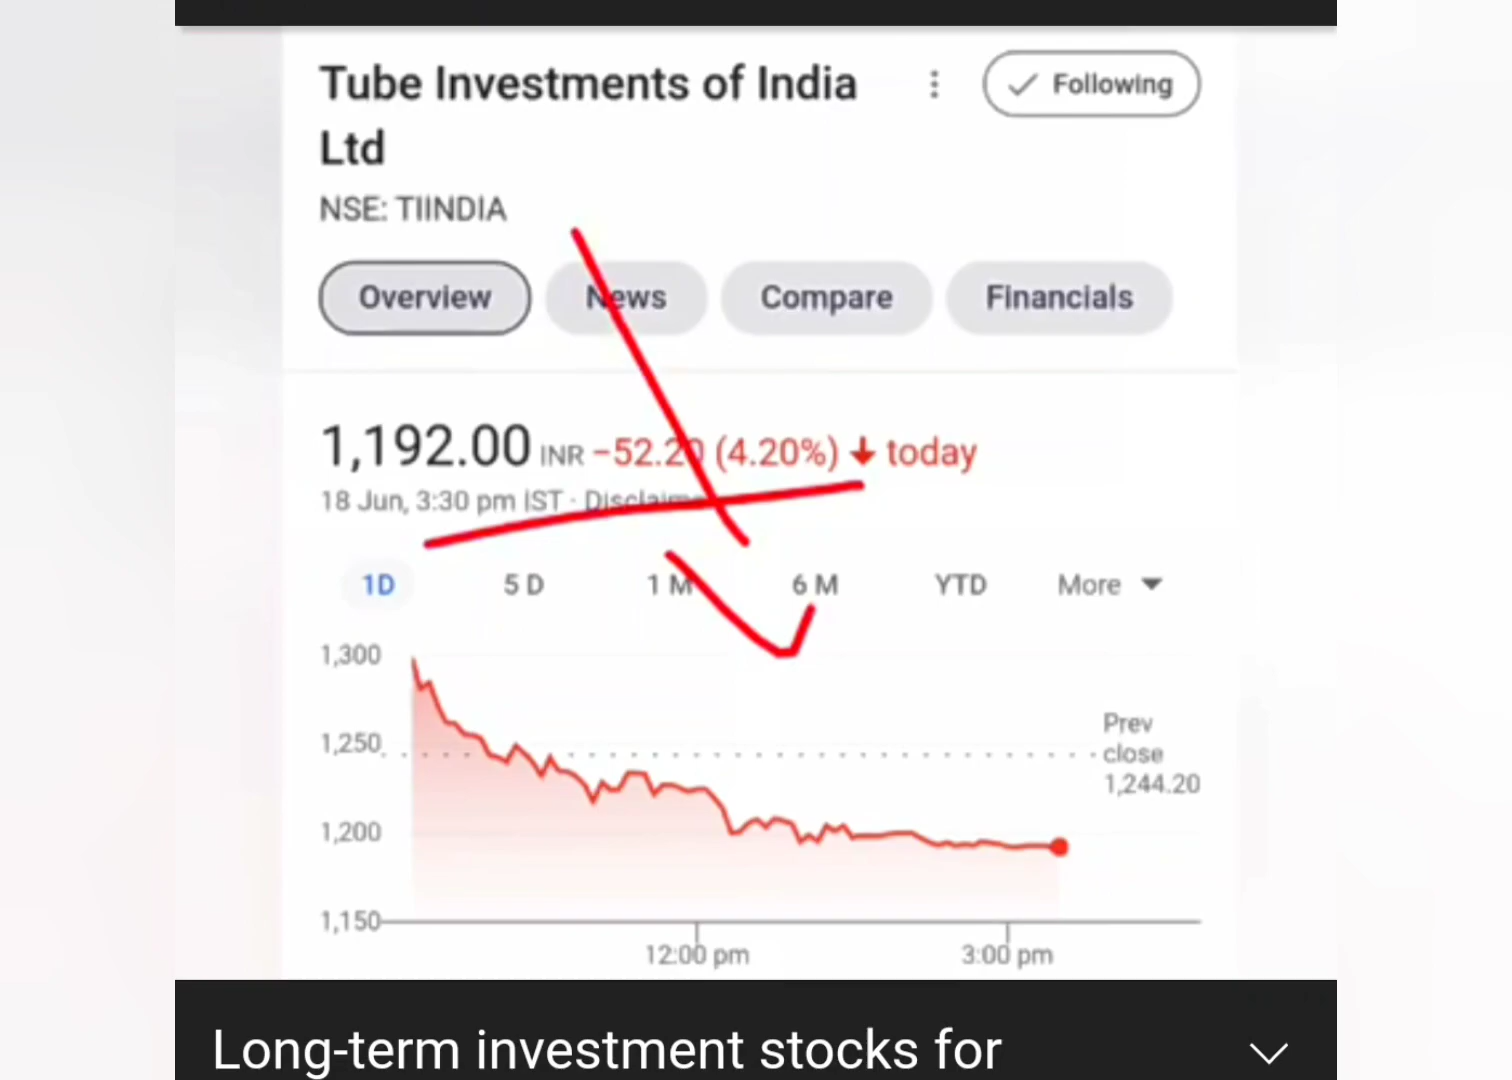 Tube Investments of India
Ltd
Following
NSE: TIINDIA
Overview
News
Compare
Financials
1,192.00 INR −52.20 (4.20%) today
18 Jun, 3:30 pm IST · Disclaimer
1D
5 D
1 M
6 M
YTD
More
1,300
1,250
1,200
1,150
Prev
close
1,244.20
12:00 pm
3:00 pm
Long-term investment stocks for